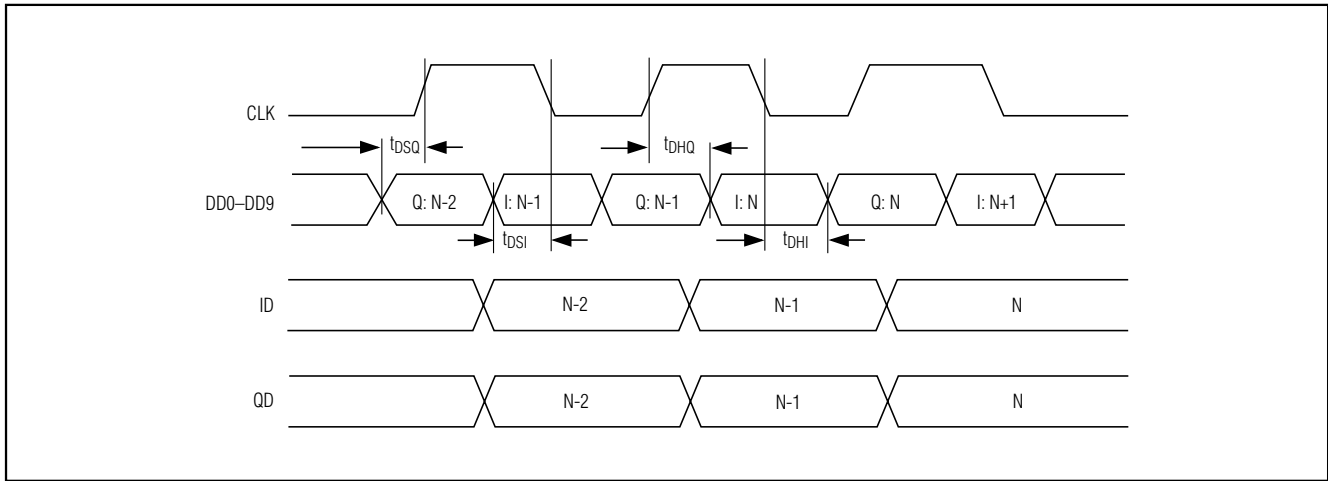 CLK
tDSQ
tDHQ
DD0–DD9
Q: N-2
I: N-1
Q: N-1
I: N
Q: N
I: N+1
tDSI
tDHI
ID
N-2
N-1
N
QD
N-2
N-1
N